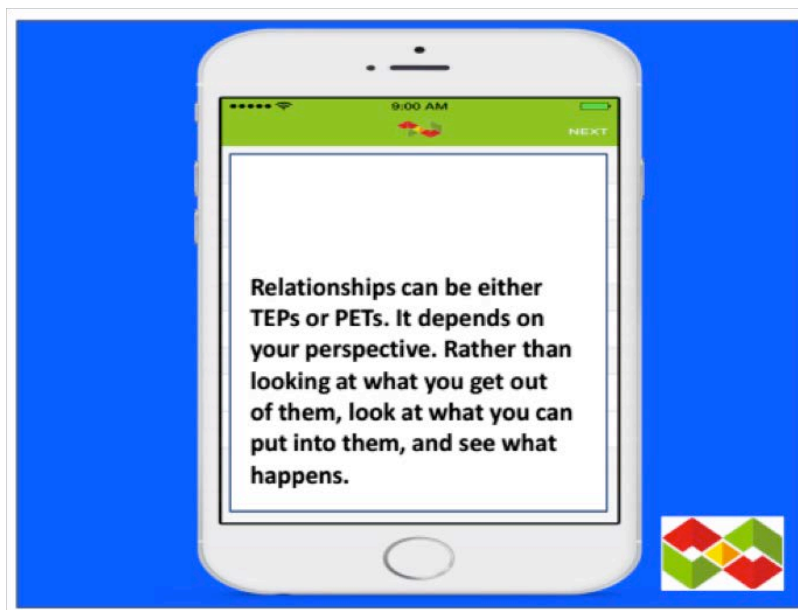 9:00 AM
NEXT
Relationships can be either
TEPs or PETs. It depends on
your perspective. Rather than
looking at what you get out
of them, look at what you can
put into them, and see what
happens.